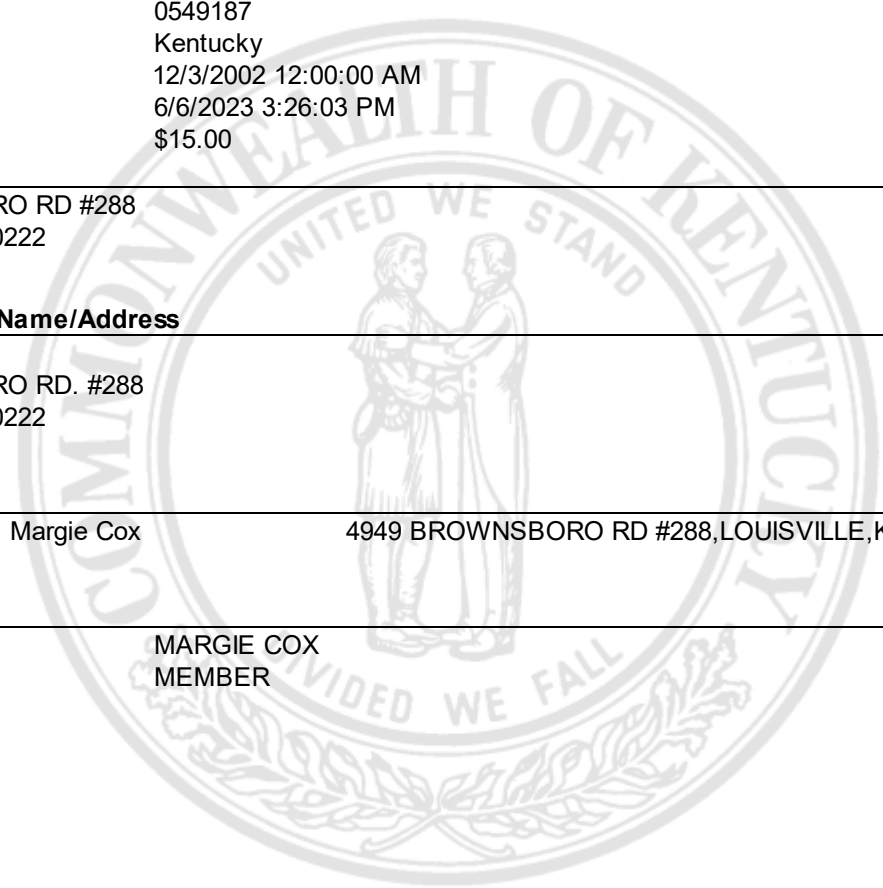 0549187
Kentucky
12/3/2002 12:00:00 AM
6/6/2023 3:26:03 PM
$15.00
RO RD #288
0222
Name/Address
RO RD. #288
0222
Margie Cox 4949 BROWNSBORO RD #288,LOUISVILLE,K
MARGIE COX
MEMBER
COMMONWEALTH OF KENTUCKY
UNITED WE STAND
DIVIDED WE FALL